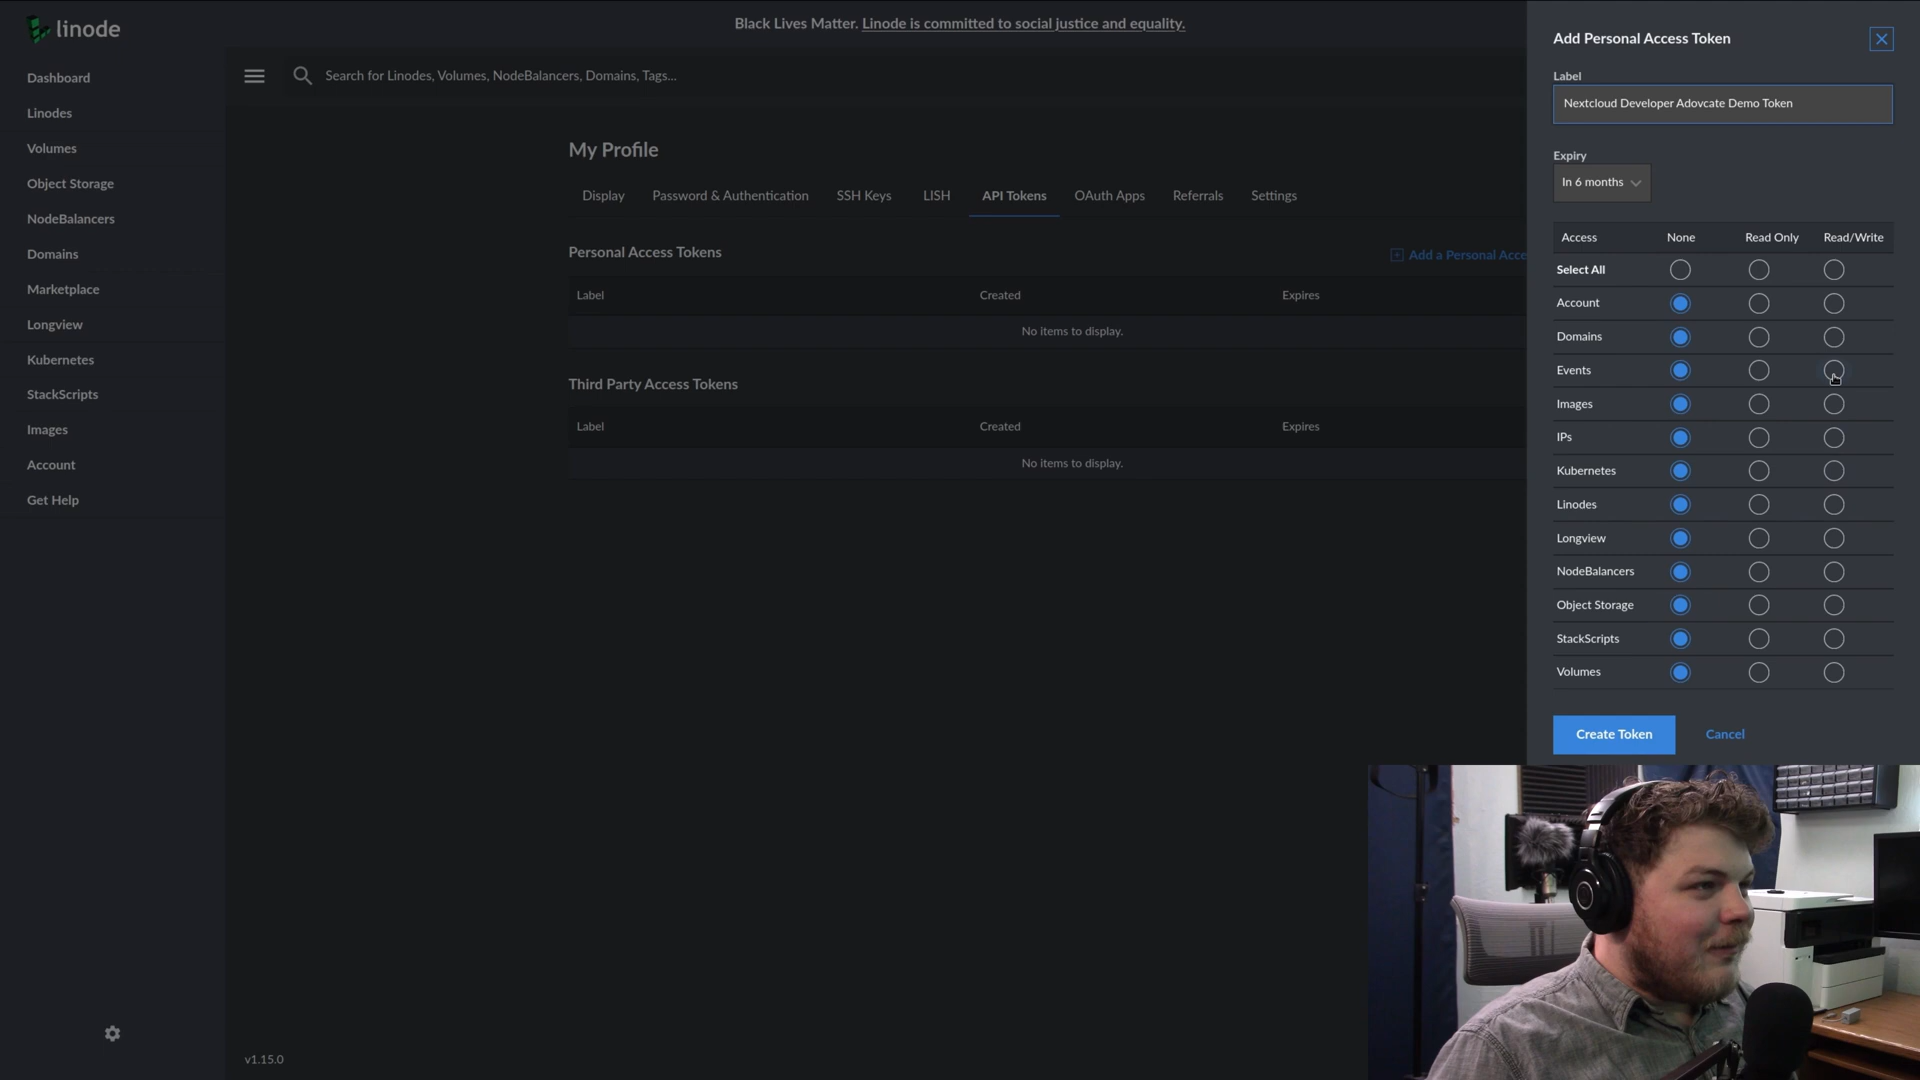 linode
Black Lives Matter. Linode is committed to social justice and equality.
Dashboard
Linodes
Volumes
Object Storage
NodeBalancers
Domains
Marketplace
Longview
Kubernetes
StackScripts
Images
Account
Get Help
Search for Linodes, Volumes, NodeBalancers, Domains, Tags...
My Profile
Display Password & Authentication SSH Keys LISH API Tokens OAuth Apps Referrals Settings
Personal Access Tokens
Add a Personal Acce
Label Created Expires
No items to display.
Third Party Access Tokens
Label Created Expires
No items to display.
v1.15.0
Add Personal Access Token
Label
Nextcloud Developer Adovcate Demo Token
Expiry
In 6 months
Access None Read Only Read/Write
Select All
Account
Domains
Events
Images
IPs
Kubernetes
Linodes
Longview
NodeBalancers
Object Storage
StackScripts
Volumes
Create Token Cancel